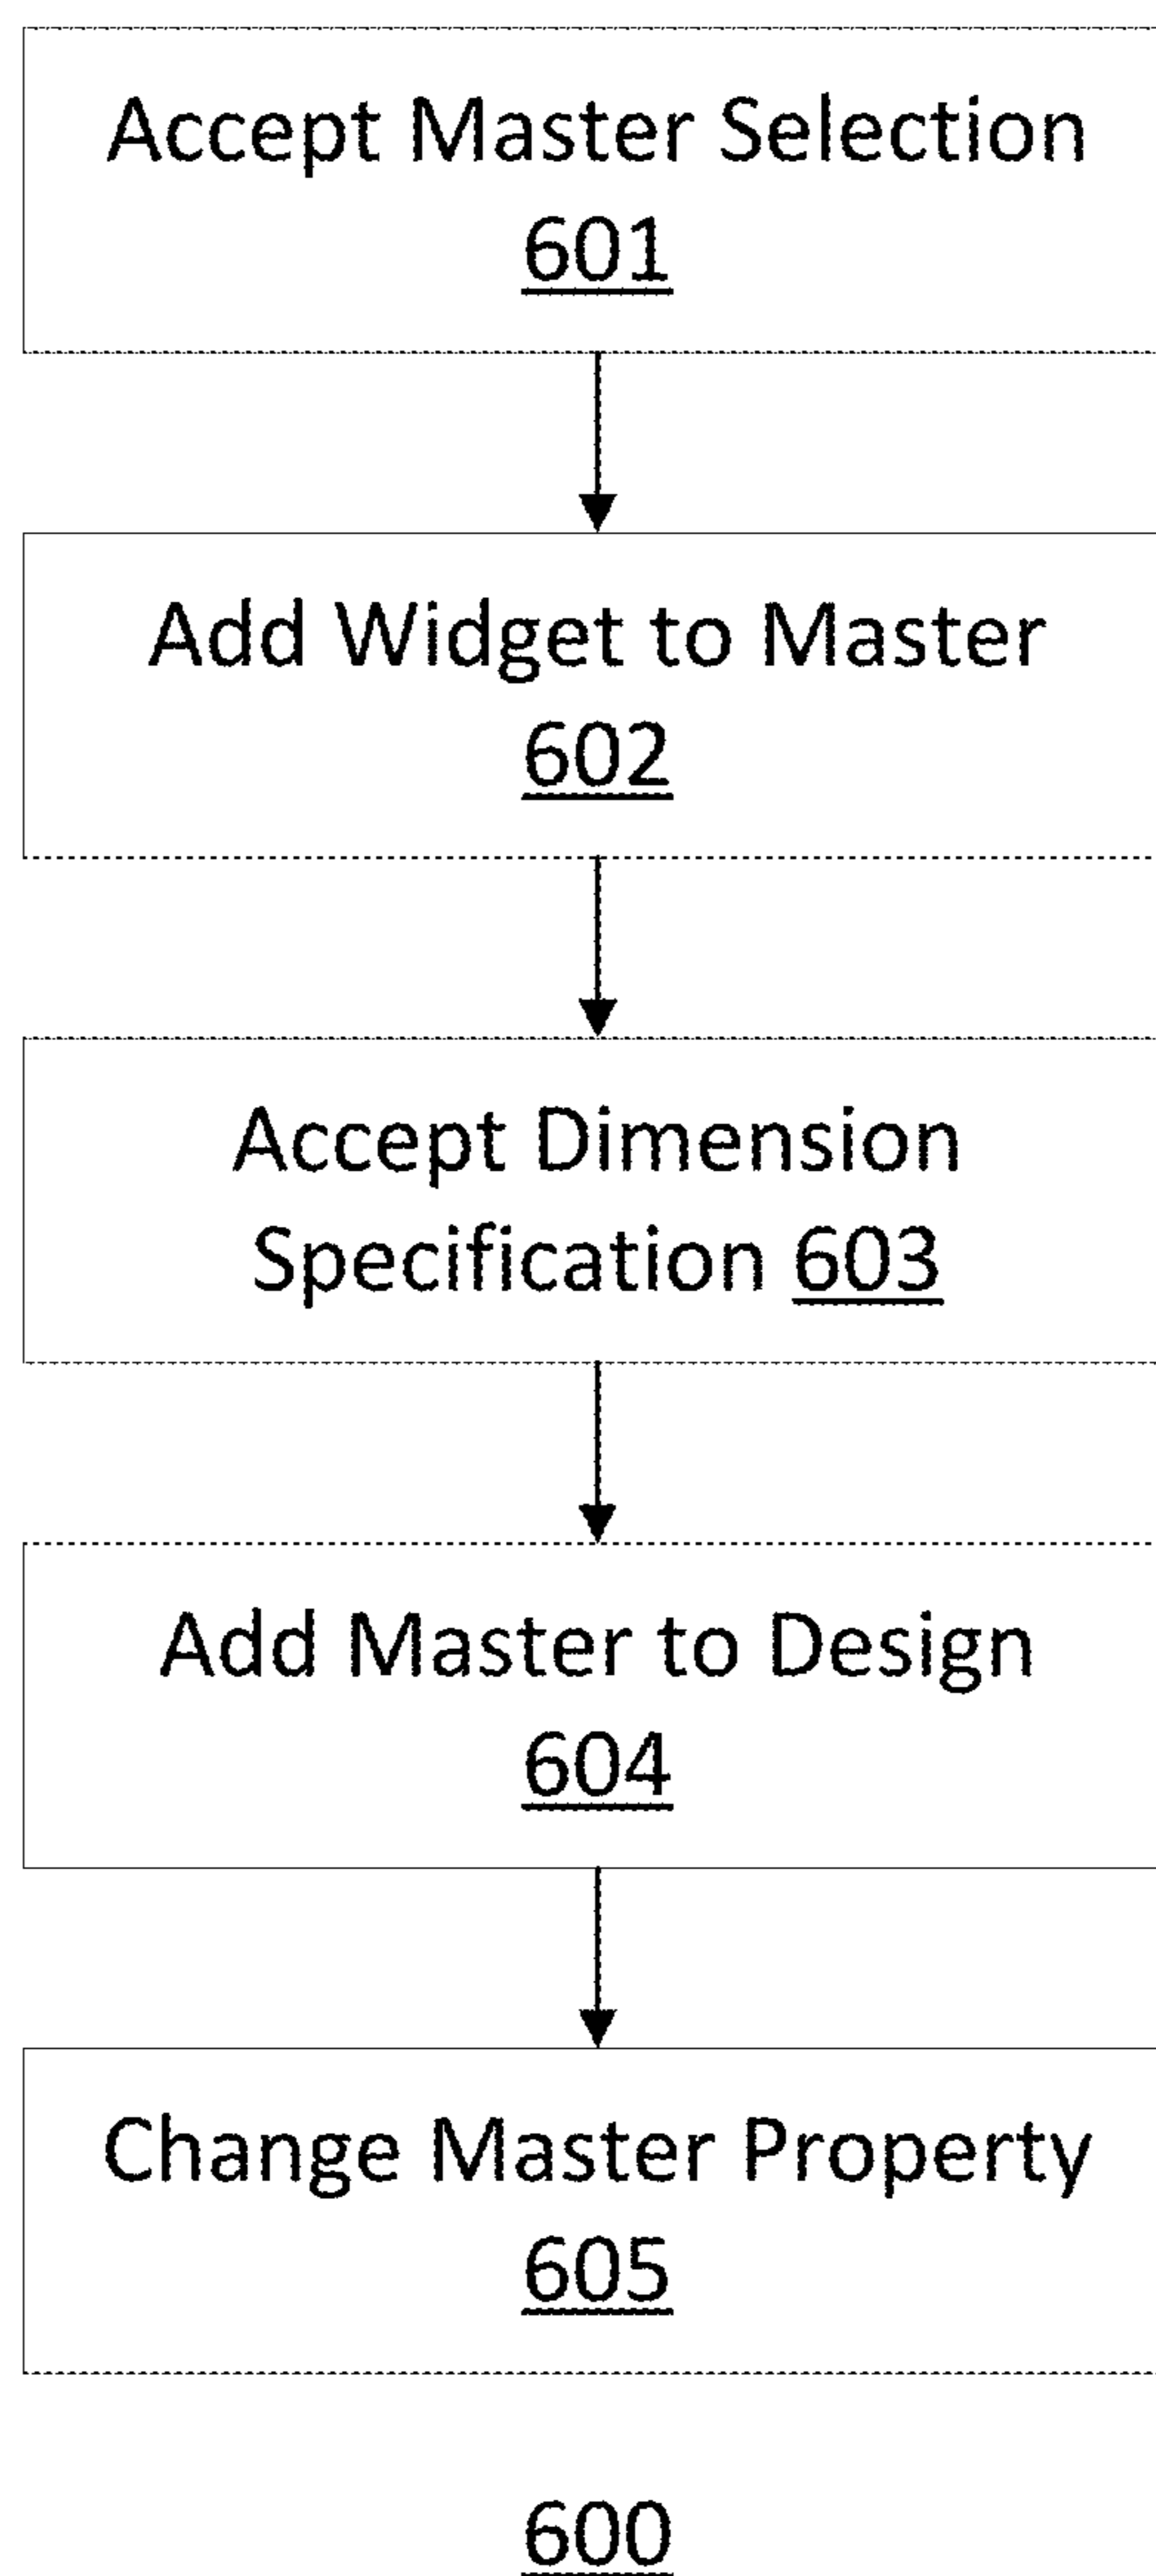 Accept Master Selection
601
Add Widget to Master
602
Accept Dimension
Specification 603
Add Master to Design
604
Change Master Property
605
600